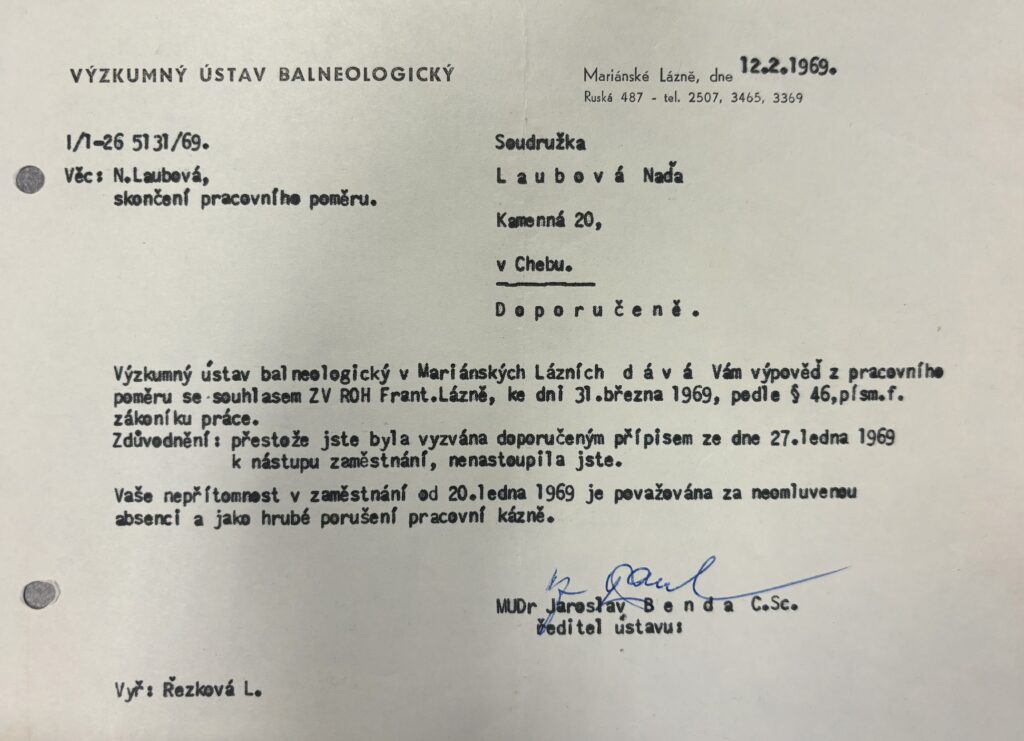 VÝZKUMNÝ ÚSTAV BALNEOLOGICKÝ
Mariánské Lázně, dne 12.2.1969.
Ruská 487 - tel. 2507, 3465, 3369
I/1-26 5131/69.
Věc: N.Laubová,
skončení pracovního poměru.
Soudružka
L a u b o v á Naďa
Kamenná 20,
v Chebu.
D o p o r u č e n ě .
Výzkumný ústav balneologický v Mariánských Lázních d á v á Vám výpověď z pracovního
poměru se souhlasem ZV ROH Frant.Lázně, ke dni 31.března 1969, podle § 46,písm.f.
zákoníku práce.
Zdůvodnění: přestože jste byla vyzvána doporučeným přípisem ze dne 27.ledna 1969
k nástupu zaměstnání, nenastoupila jste.
Vaše nepřítomnost v zaměstnání od 20.ledna 1969 je považována za neomluvenou
absenci a jako hrubé porušení pracovní kázně.
MUDr Jaroslav B e n d a C.Sc.
ředitel ústavu:
Vyř: Řezková L.